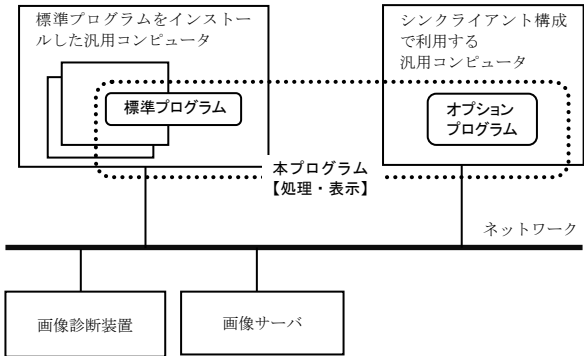 標準プログラムをインストー
ルした汎用コンピュータ
標準プログラム
シンクライアント構成
で利用する
汎用コンピュータ
オプション
プログラム
本プログラム
【処理・表示】
ネットワーク
画像診断装置
画像サーバ